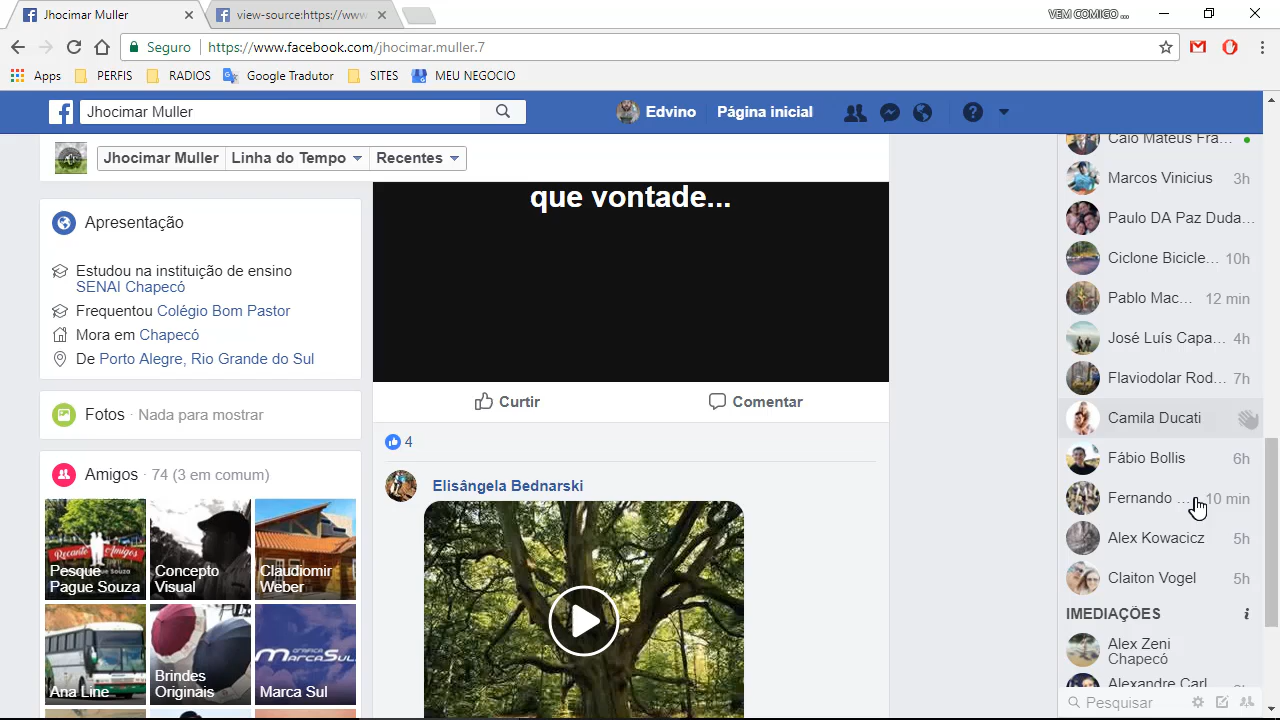 Jhocimar Muller
view-source:https://www
VEM COMIGO ...
Seguro
https://www.facebook.com/jhocimar.muller.7
Apps
PERFIS
RADIOS
Google Tradutor
SITES
MEU NEGOCIO
Jhocimar Muller
Edvino
Página inicial
Jhocimar Muller
Linha do Tempo
Recentes
Apresentação
Estudou na instituição de ensino
SENAI Chapecó
Frequentou Colégio Bom Pastor
Mora em Chapecó
De Porto Alegre, Rio Grande do Sul
Fotos · Nada para mostrar
Amigos · 74 (3 em comum)
Recanto Amigos
Pesque
Pague Souza
Concepto
Visual
Claudiomir
Weber
Ana Line
Brindes
Originais
MARCASUL
Marca Sul
que vontade...
Curtir
Comentar
4
Elisângela Bednarski
Caio Mateus Fra...
Marcos Vinicius 3h
Paulo DA Paz Duda...
Ciclone Bicicle... 10h
Pablo Mac... 12 min
José Luís Capa... 4h
Flaviodolar Rod... 7h
Camila Ducati
Fábio Bollis 6h
Fernando ... 10 min
Alex Kowacicz 5h
Claiton Vogel 5h
IMEDIAÇÕES
Alex Zeni
Chapecó
Alexandre Carl
Pesquisar